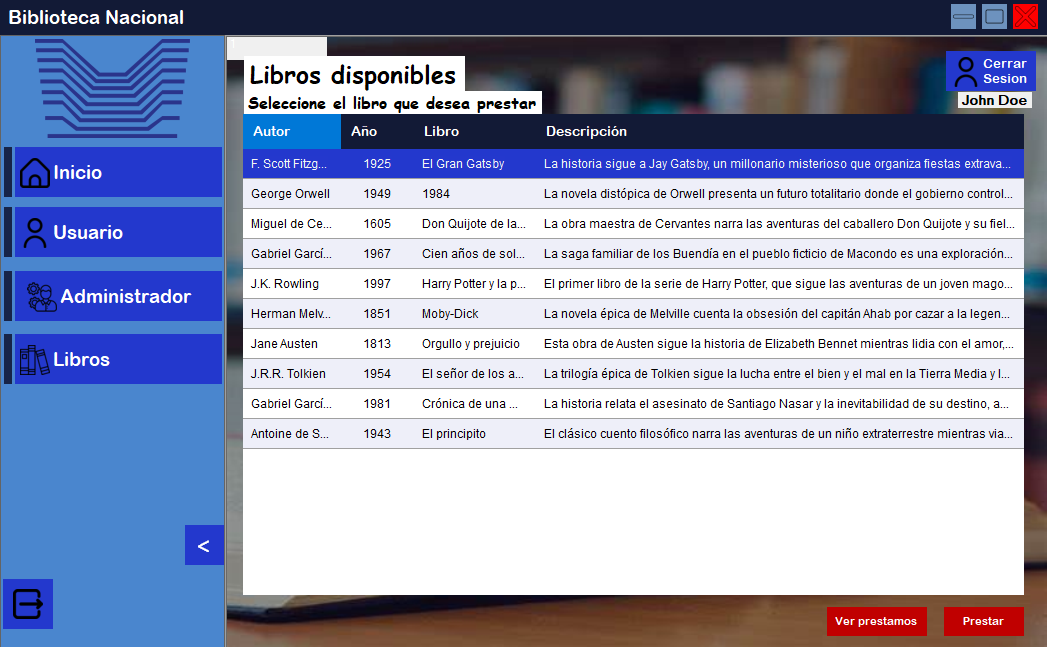 Biblioteca Nacional
Cerrar
Sesion
John Doe
Inicio
Usuario
Administrador
Libros
<
Libros disponibles
Seleccione el libro que desea prestar
Autor Año Libro Descripción
F. Scott Fitzg... 1925 El Gran Gatsby La historia sigue a Jay Gatsby, un millonario misterioso que organiza fiestas extrava...
George Orwell 1949 1984 La novela distópica de Orwell presenta un futuro totalitario donde el gobierno control...
Miguel de Ce... 1605 Don Quijote de la... La obra maestra de Cervantes narra las aventuras del caballero Don Quijote y su fiel...
Gabriel Garcí... 1967 Cien años de sol... La saga familiar de los Buendía en el pueblo ficticio de Macondo es una exploración...
J.K. Rowling 1997 Harry Potter y la p... El primer libro de la serie de Harry Potter, que sigue las aventuras de un joven mago...
Herman Melv... 1851 Moby-Dick La novela épica de Melville cuenta la obsesión del capitán Ahab por cazar a la legen...
Jane Austen 1813 Orgullo y prejuicio Esta obra de Austen sigue la historia de Elizabeth Bennet mientras lidia con el amor,...
J.R.R. Tolkien 1954 El señor de los a... La trilogía épica de Tolkien sigue la lucha entre el bien y el mal en la Tierra Media y l...
Gabriel Garcí... 1981 Crónica de una ... La historia relata el asesinato de Santiago Nasar y la inevitabilidad de su destino, a...
Antoine de S... 1943 El principito El clásico cuento filosófico narra las aventuras de un niño extraterrestre mientras via...
Ver prestamos
Prestar